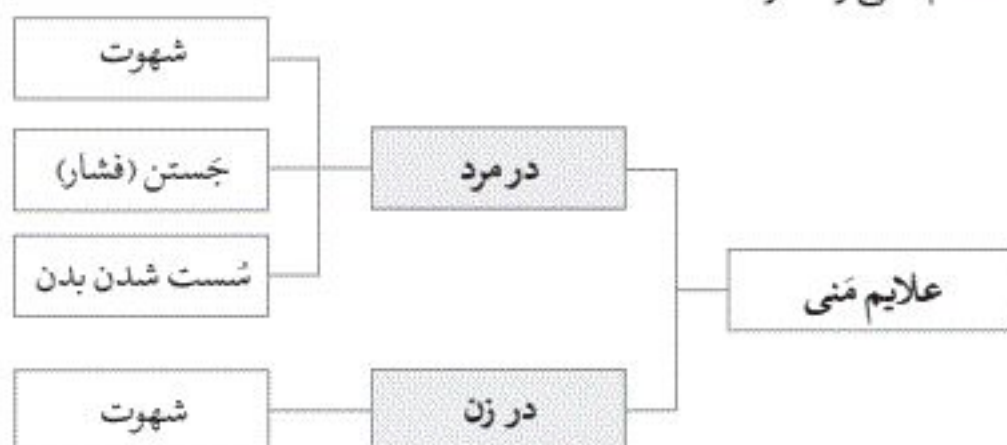 علایم مَنی
در مرد
شهوت
جَستن (فشار)
سُست شدن بدن
در زن
شهوت